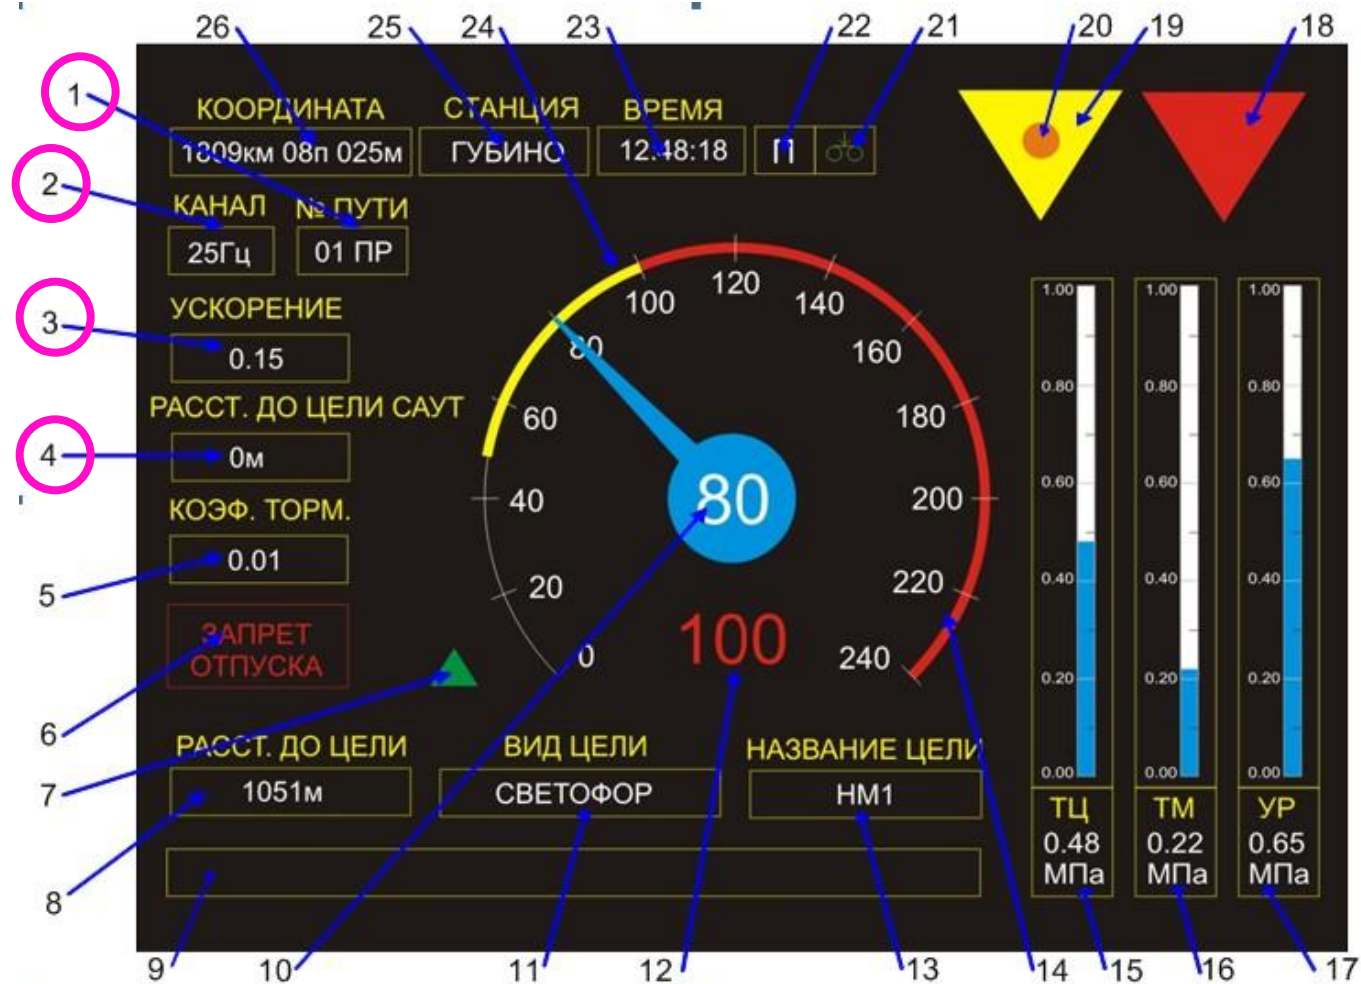 26 25 24 23 22 21 20 19 18
1
КООРДИНАТА СТАНЦИЯ ВРЕМЯ
1809км 08п 025м ГУБИНО 12:48:18 П
2
КАНАЛ № ПУТИ
25Гц 01 ПР
3
УСКОРЕНИЕ
0.15
РАССТ. ДО ЦЕЛИ САУТ
4
0м
КОЭФ. ТОРМ.
0.01
5
ЗАПРЕТ
ОТПУСКА
6
7
0 20 40 60 80 100 120 140 160 180 200 220 240
80
100
1.00 1.00 1.00
0.80 0.80 0.80
0.60 0.60 0.60
0.40 0.40 0.40
0.20 0.20 0.20
0.00 0.00 0.00
ТЦ ТМ УР
0.48 0.22 0.65
МПа МПа МПа
РАССТ. ДО ЦЕЛИ ВИД ЦЕЛИ НАЗВАНИЕ ЦЕЛИ
1051м СВЕТОФОР НМ1
8
9 10 11 12 13 14 15 16 17